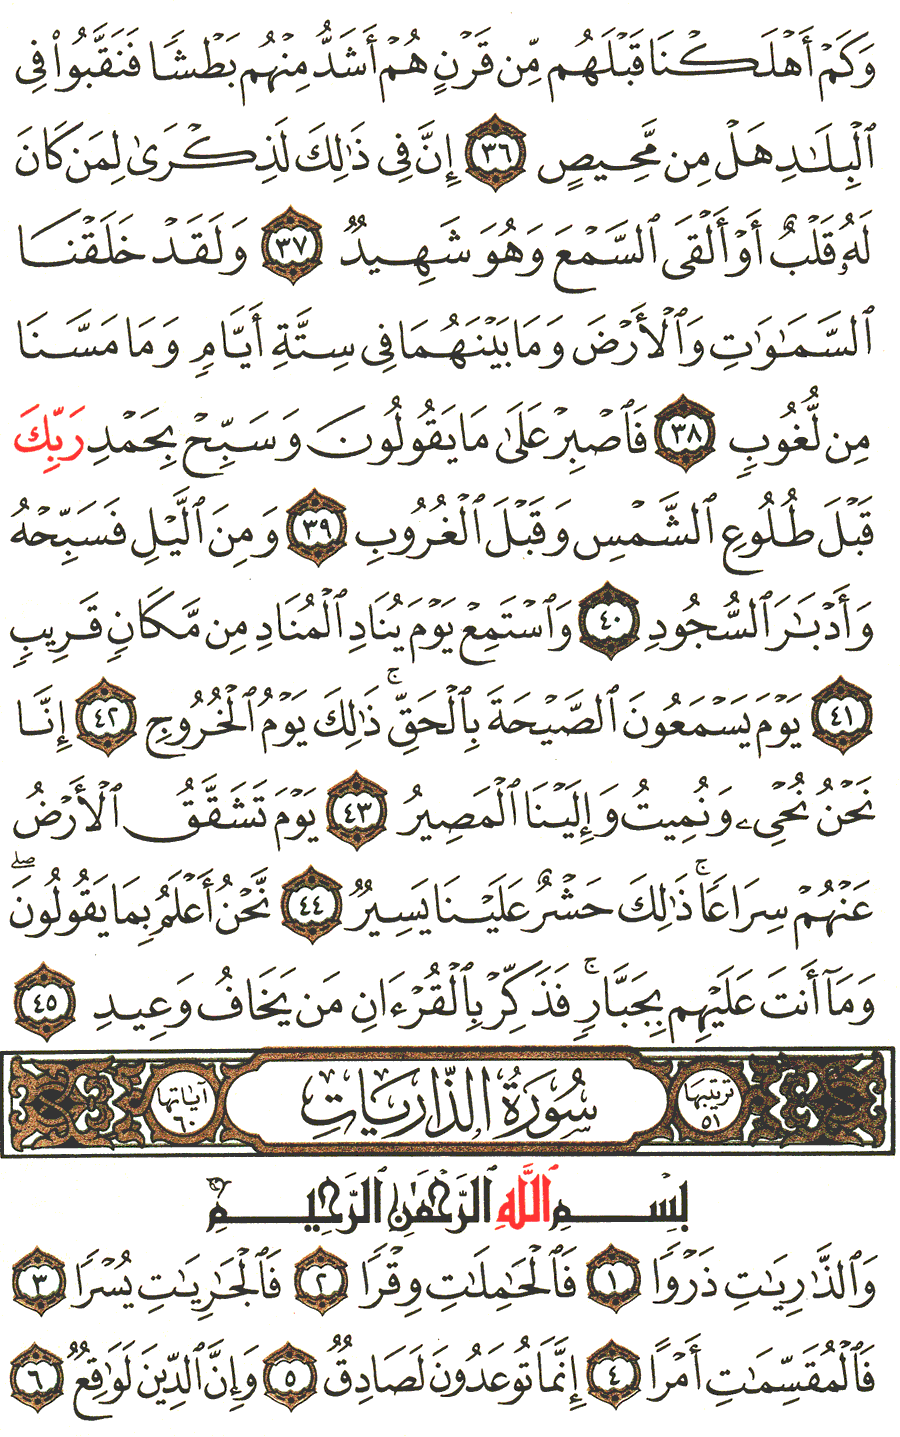 وَكَمْ أَهْلَكْنَا قَبْلَهُم مِّن قَرْنٍ هُمْ أَشَدُّ مِنْهُم بَطْشًا فَنَقَّبُوا۟ فِى
ٱلْبِلَٰدِ هَلْ مِن مَّحِيصٍ ٣٦ إِنَّ فِى ذَٰلِكَ لَذِكْرَىٰ لِمَن كَانَ
لَهُۥ قَلْبٌ أَوْ أَلْقَى ٱلسَّمْعَ وَهُوَ شَهِيدٌ ٣٧ وَلَقَدْ خَلَقْنَا
ٱلسَّمَٰوَٰتِ وَٱلْأَرْضَ وَمَا بَيْنَهُمَا فِى سِتَّةِ أَيَّامٍ وَمَا مَسَّنَا
مِن لُّغُوبٍ ٣٨ فَٱصْبِرْ عَلَىٰ مَا يَقُولُونَ وَسَبِّحْ بِحَمْدِ رَبِّكَ
قَبْلَ طُلُوعِ ٱلشَّمْسِ وَقَبْلَ ٱلْغُرُوبِ ٣٩ وَمِنَ ٱلَّيْلِ فَسَبِّحْهُ
وَأَدْبَٰرَ ٱلسُّجُودِ ٤٠ وَٱسْتَمِعْ يَوْمَ يُنَادِ ٱلْمُنَادِ مِن مَّكَانٍ قَرِيبٍ
٤١ يَوْمَ يَسْمَعُونَ ٱلصَّيْحَةَ بِٱلْحَقِّ ۚ ذَٰلِكَ يَوْمُ ٱلْخُرُوجِ ٤٢ إِنَّا
نَحْنُ نُحْىِۦ وَنُمِيتُ وَإِلَيْنَا ٱلْمَصِيرُ ٤٣ يَوْمَ تَشَقَّقُ ٱلْأَرْضُ
عَنْهُمْ سِرَاعًا ۚ ذَٰلِكَ حَشْرٌ عَلَيْنَا يَسِيرٌ ٤٤ نَّحْنُ أَعْلَمُ بِمَا يَقُولُونَ ۖ
وَمَآ أَنتَ عَلَيْهِم بِجَبَّارٍ ۚ فَذَكِّرْ بِٱلْقُرْءَانِ مَن يَخَافُ وَعِيدِ ٤٥
ترتيبها ٥١ سُورَةُ الذَّارِيَاتِ آياتها ٦٠
بِسْمِ ٱللَّهِ ٱلرَّحْمَٰنِ ٱلرَّحِيمِ
وَٱلذَّٰرِيَٰتِ ذَرْوًا ١ فَٱلْحَٰمِلَٰتِ وِقْرًا ٢ فَٱلْجَٰرِيَٰتِ يُسْرًا ٣
فَٱلْمُقَسِّمَٰتِ أَمْرًا ٤ إِنَّمَا تُوعَدُونَ لَصَادِقٌ ٥ وَإِنَّ ٱلدِّينَ لَوَٰقِعٌ ٦